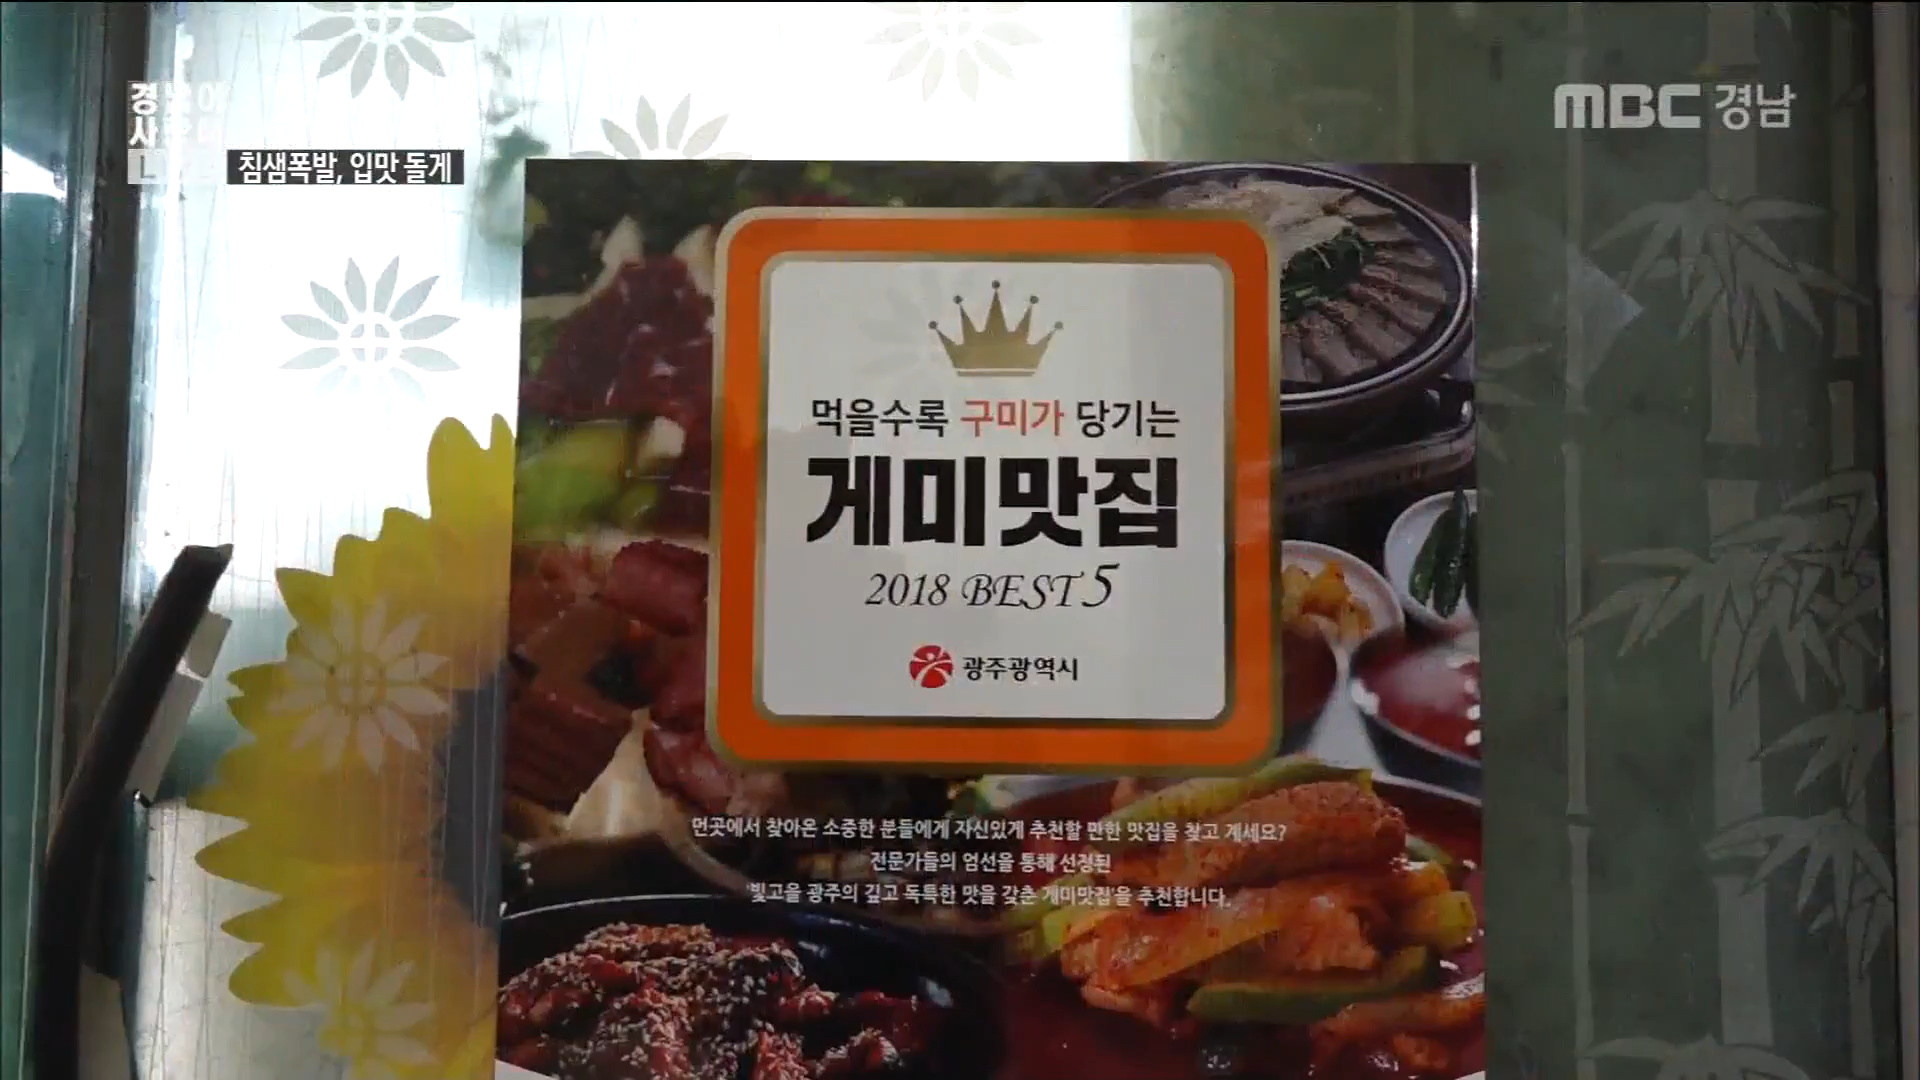 MBC 경남
침샘폭발, 입맛 돌게
먹을수록 구미가 당기는
게미맛집
2018 BEST 5
광주광역시
먼곳에서 찾아온 소중한 분들에게 자신있게 추천할 만한 맛집을 찾고 계세요?
전문가들의 엄선을 통해 선정된
'빛고을 광주의 깊고 독특한 맛을 갖춘 게미맛집'을 추천합니다.